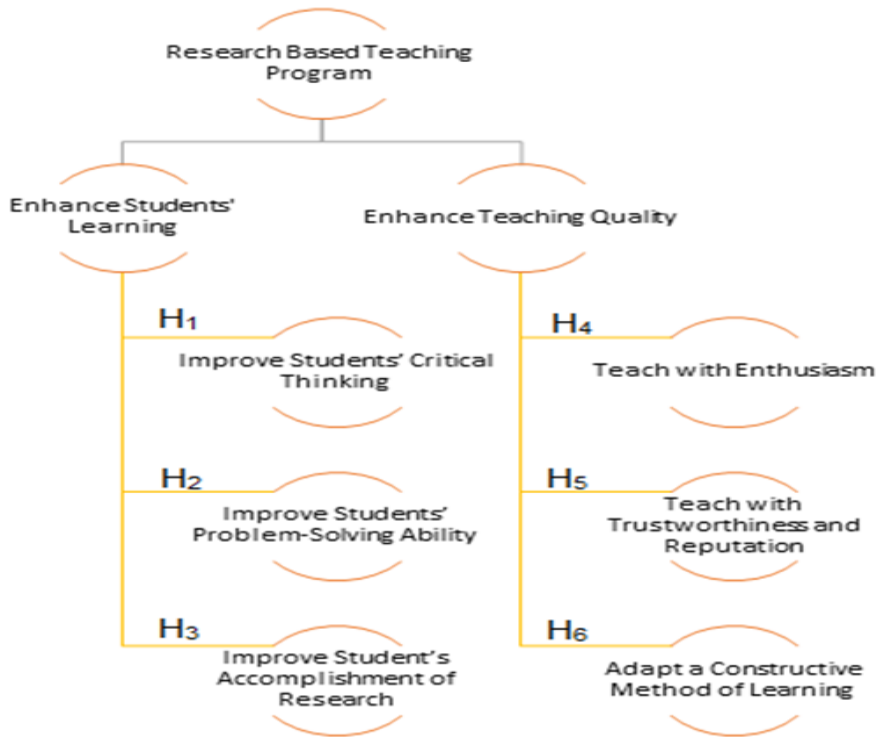 Research Based Teaching
Program
Enhance Students'
Learning
Enhance Teaching Quality
H1
Improve Students’ Critical
Thinking
H2
Improve Students’
Problem-Solving Ability
H3
Improve Student’s
Accomplishment of
Research
H4
Teach with Enthusiasm
H5
Teach with
Trustworthiness and
Reputation
H6
Adapt a Constructive
Method of Learning